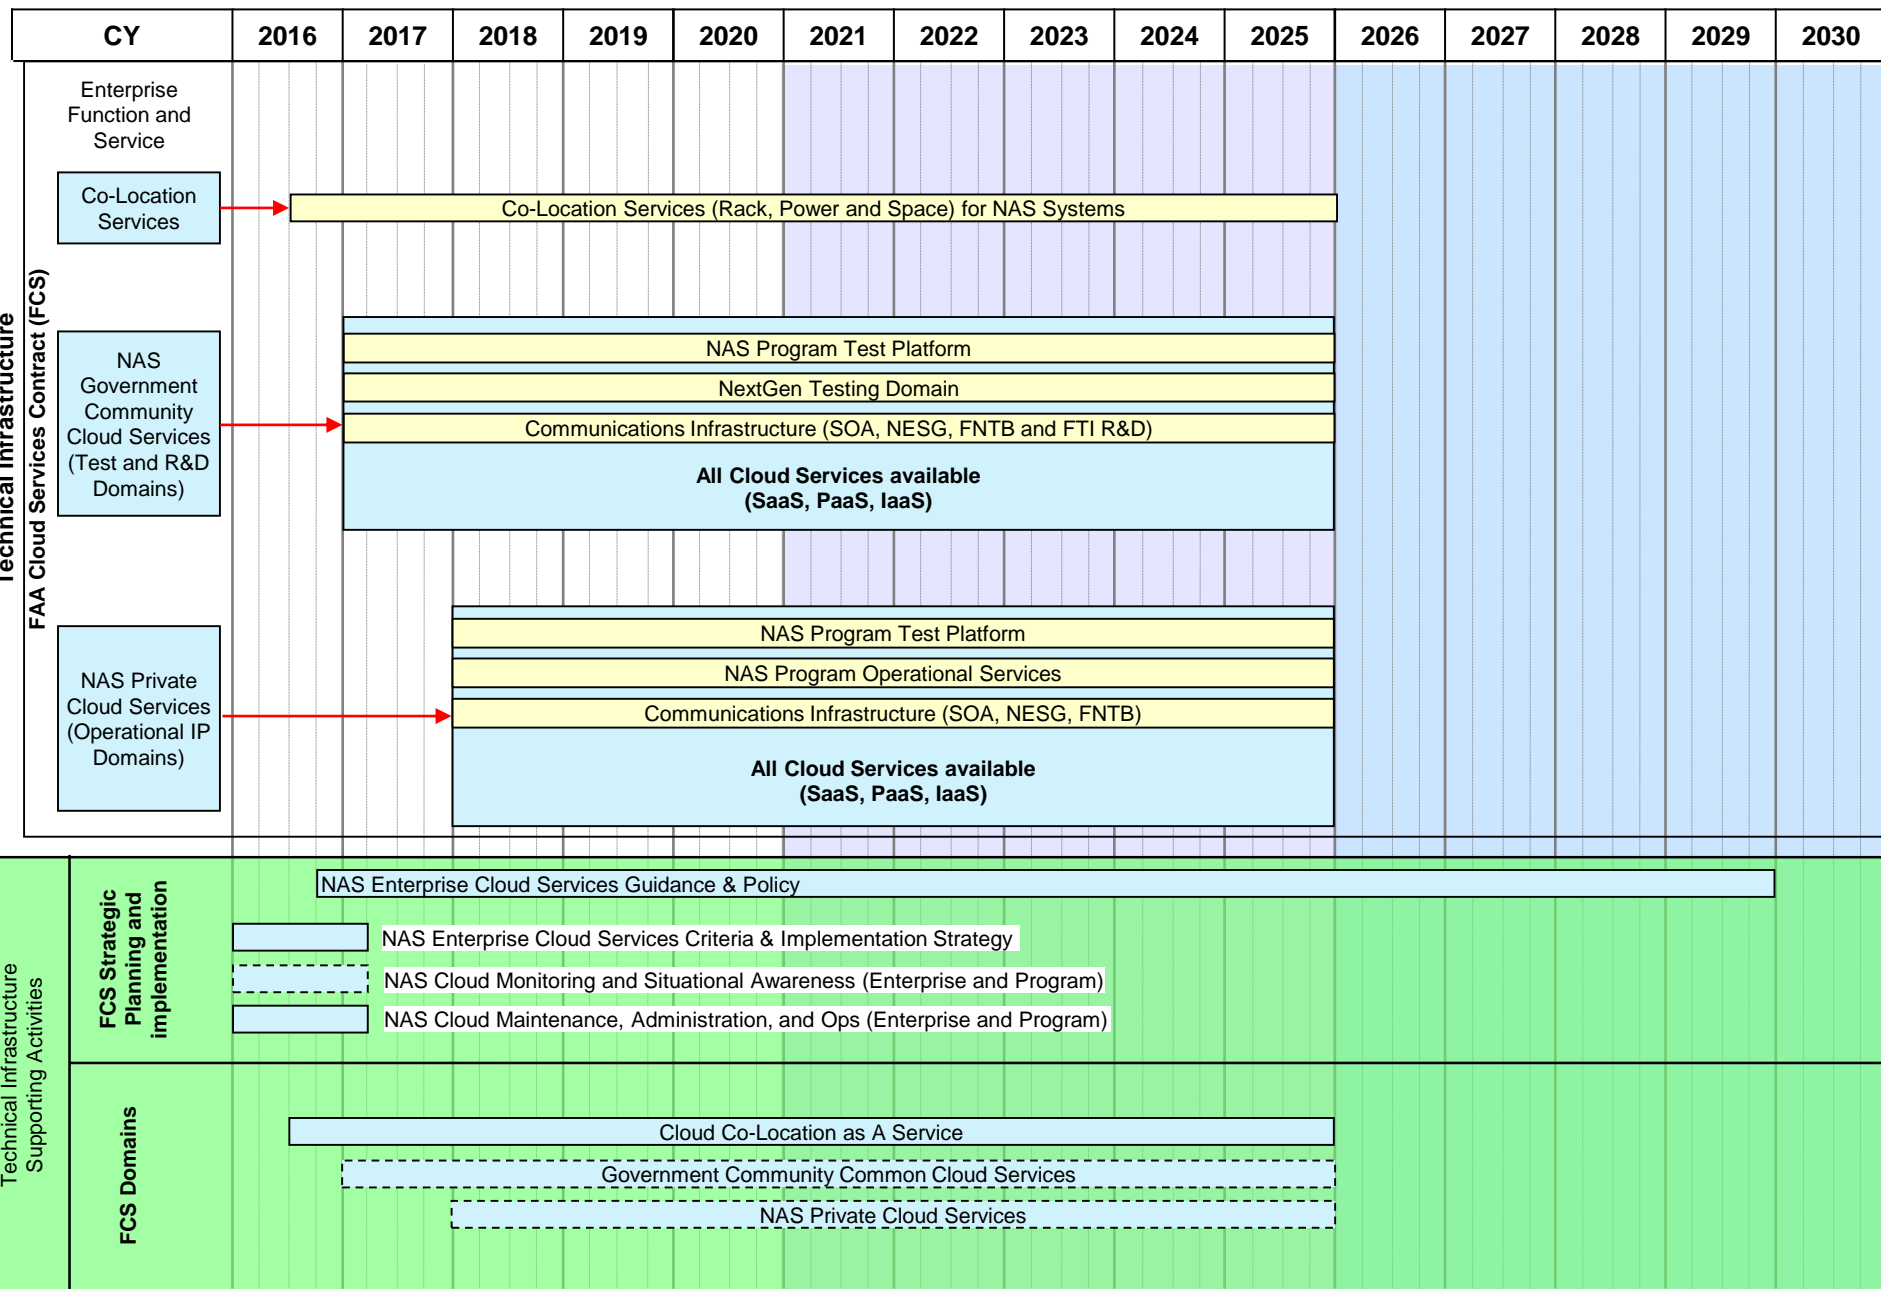 CY 2016 2017 2018 2019 2020 2021 2022 2023 2024 2025 2026 2027 2028 2029 2030
Technical Infrastructure
FAA Cloud Services Contract (FCS)
Enterprise
Function and
Service
Co-Location
Services
Co-Location Services (Rack, Power and Space) for NAS Systems
NAS
Government
Community
Cloud Services
(Test and R&D
Domains)
NAS Program Test Platform
NextGen Testing Domain
Communications Infrastructure (SOA, NESG, FNTB and FTI R&D)
All Cloud Services available
(SaaS, PaaS, IaaS)
NAS Private
Cloud Services
(Operational IP
Domains)
NAS Program Test Platform
NAS Program Operational Services
Communications Infrastructure (SOA, NESG, FNTB)
All Cloud Services available
(SaaS, PaaS, IaaS)
Technical Infrastructure
Supporting Activities
FCS Strategic
Planning and
implementation
NAS Enterprise Cloud Services Guidance & Policy
NAS Enterprise Cloud Services Criteria & Implementation Strategy
NAS Cloud Monitoring and Situational Awareness (Enterprise and Program)
NAS Cloud Maintenance, Administration, and Ops (Enterprise and Program)
FCS Domains
Cloud Co-Location as A Service
Government Community Common Cloud Services
NAS Private Cloud Services